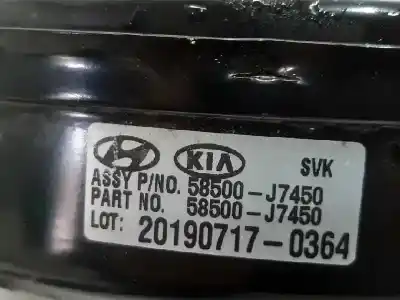 KIA SVK
ASSY P/NO. 58500-J7450
PART NO. 58500-J7450
LOT: 20190717-0364